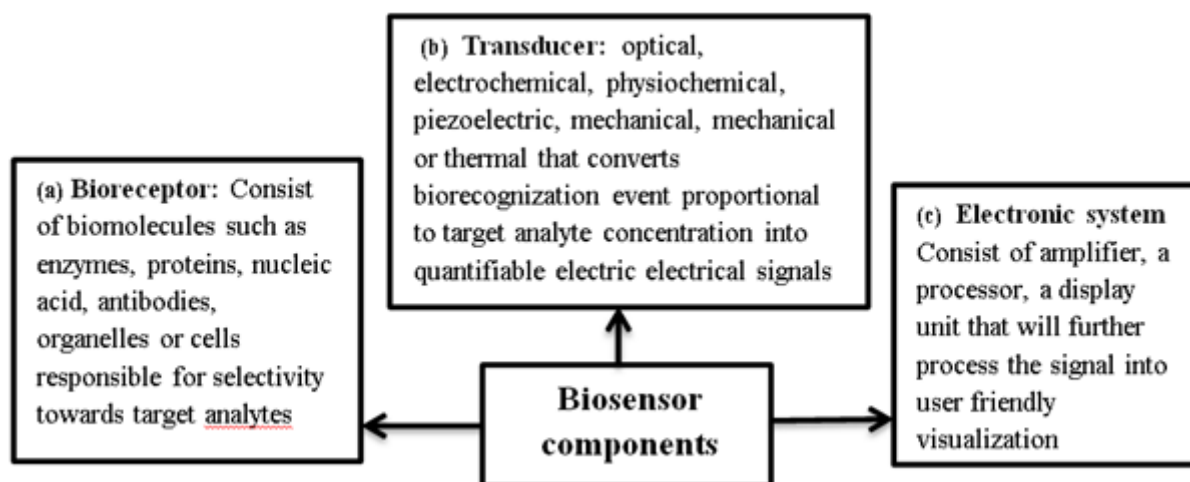 (a) Bioreceptor: Consist
of biomolecules such as
enzymes, proteins, nucleic
acid, antibodies,
organelles or cells
responsible for selectivity
towards target analytes
(b) Transducer: optical,
electrochemical, physiochemical,
piezoelectric, mechanical, mechanical
or thermal that converts
biorecognization event proportional
to target analyte concentration into
quantifiable electric electrical signals
(c) Electronic system
Consist of amplifier, a
processor, a display
unit that will further
process the signal into
user friendly
visualization
Biosensor
components